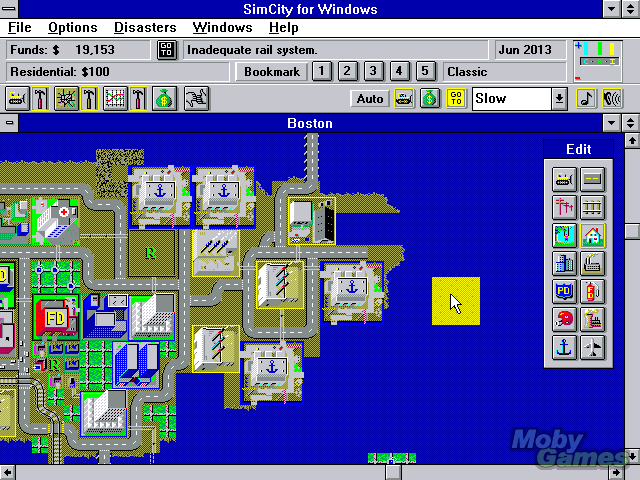 SimCity for Windows
File Options Disasters Windows Help
Funds: $ 19,153 GO TO Inadequate rail system. Jun 2013
Residential: $100 Bookmark 1 2 3 4 5 Classic
Auto GO TO Slow
Boston
Edit
R
FD
PD
R
Moby
Games